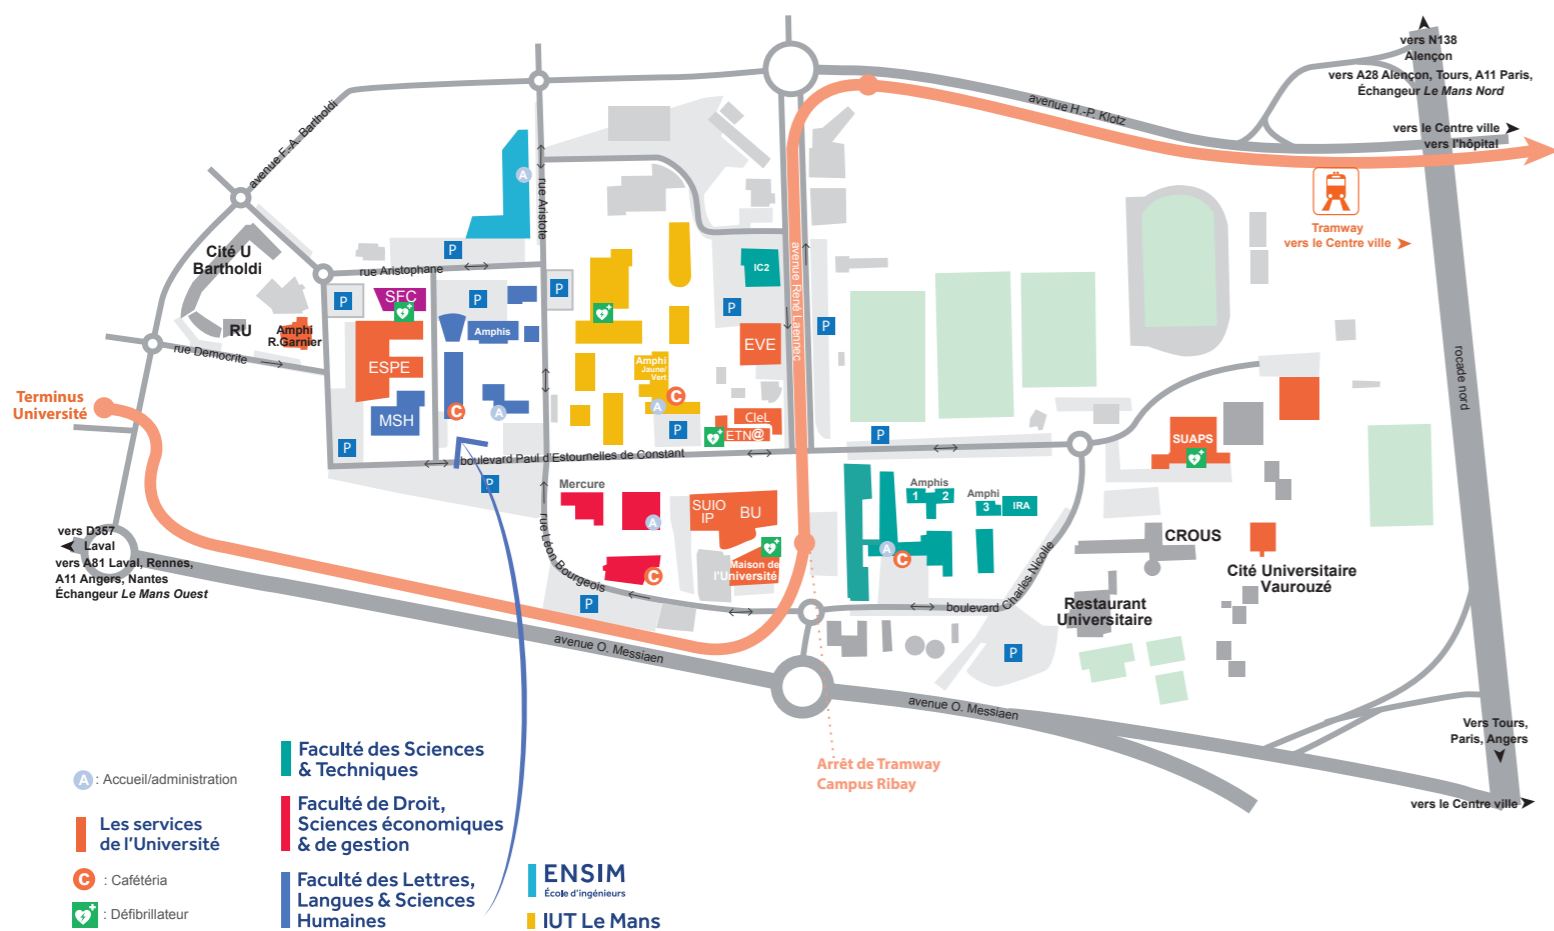 vers N138
Alençon
vers A28 Alençon, Tours, A11 Paris,
Échangeur Le Mans Nord
avenue H.-P. Klotz
vers le Centre ville
vers l'hôpital
avenue F.-A. Bartholdi
rue Aristote
A
Tramway
vers le Centre ville
Cité U
Bartholdi
P
rue Aristophane
IC2
avenue René Laennec
P
SFC
P
P
P
P
RU
Amphi
R.Garnier
Amphis
EVE
rue Democrite
ESPE
Amphi
Jaune/
Vert
rocade nord
Terminus
Université
MSH
C
A
C
A
P
CleL
ETN@
P
P
SUAPS
boulevard Paul d'Estournelles de Constant
P
Mercure
SUIO
IP
BU
A
Amphis
1
2
Amphi
3
IRA
vers D357
Laval
vers A81 Laval, Rennes,
A11 Angers, Nantes
Échangeur Le Mans Ouest
rue Léon Bourgeois
Maison de
l'Université
C
A
C
CROUS
Cité Universitaire
Vaurouzé
P
boulevard Charles Nicolle
Restaurant
Universitaire
P
avenue O. Messiaen
avenue O. Messiaen
Vers Tours,
Paris, Angers
Arrêt de Tramway
Campus Ribay
vers le Centre ville
A : Accueil/administration
Les services
de l'Université
C : Cafétéria
: Défibrillateur
Faculté des Sciences
& Techniques
Faculté de Droit,
Sciences économiques
& de gestion
Faculté des Lettres,
Langues & Sciences
Humaines
ENSIM
École d'ingénieurs
IUT Le Mans